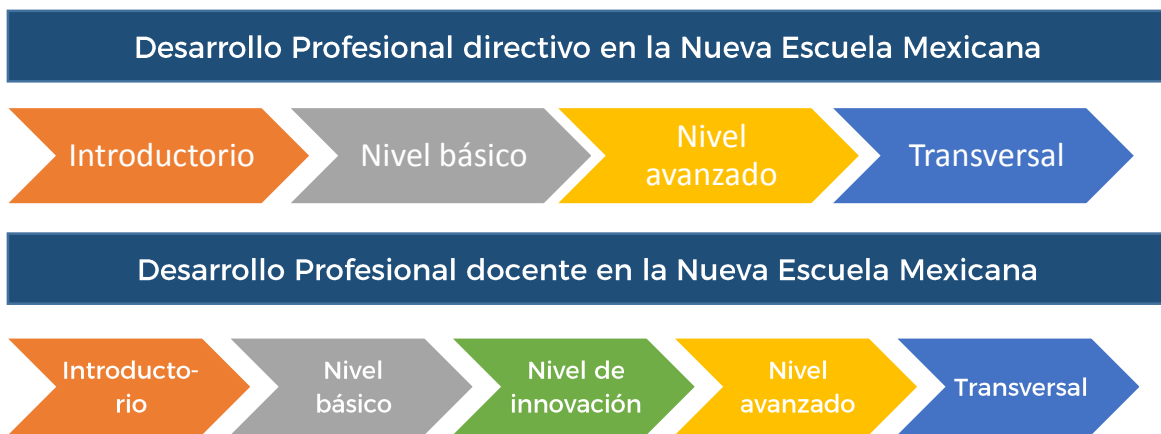 Desarrollo Profesional directivo en la Nueva Escuela Mexicana
Introductorio
Nivel básico
Nivel
avanzado
Transversal
Desarrollo Profesional docente en la Nueva Escuela Mexicana
Introducto-
rio
Nivel
básico
Nivel de
innovación
Nivel
avanzado
Transversal